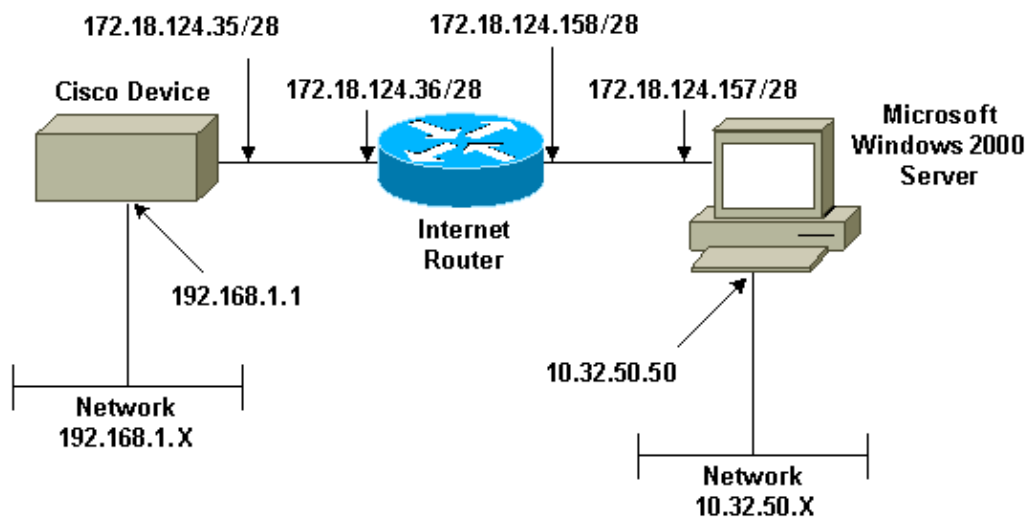 172.18.124.35/28
172.18.124.158/28
Cisco Device
172.18.124.36/28
172.18.124.157/28
Microsoft
Windows 2000
Server
Internet
Router
192.168.1.1
10.32.50.50
Network
192.168.1.X
Network
10.32.50.X